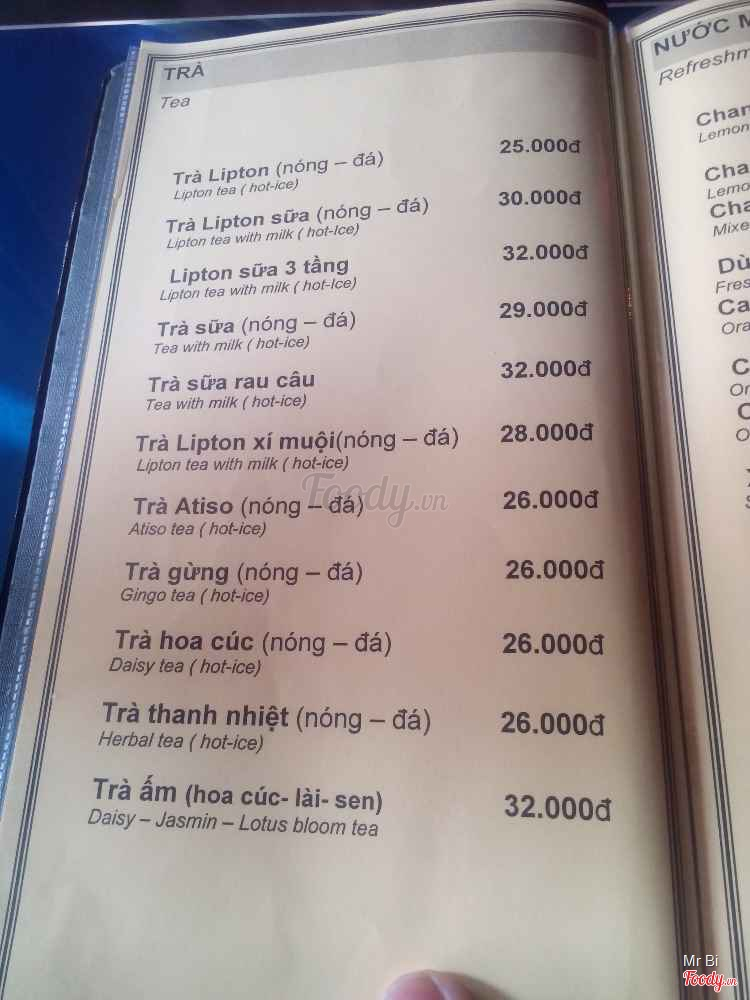 TRÀ
Tea
Trà Lipton (nóng – đá) 25.000đ
Lipton tea ( hot-ice)
Trà Lipton sữa (nóng – đá) 30.000đ
Lipton tea with milk ( hot-Ice)
Lipton sữa 3 tầng 32.000đ
Lipton tea with milk ( hot-Ice)
Trà sữa (nóng – đá) 29.000đ
Tea with milk ( hot-ice)
Trà sữa rau câu 32.000đ
Tea with milk ( hot-ice)
Trà Lipton xí muội(nóng – đá) 28.000đ
Lipton tea with milk ( hot-ice)
Foody.vn
Trà Atiso (nóng – đá) 26.000đ
Atiso tea ( hot-ice)
Trà gừng (nóng – đá) 26.000đ
Gingo tea ( hot-ice)
Trà hoa cúc (nóng – đá) 26.000đ
Daisy tea ( hot-ice)
Trà thanh nhiệt (nóng – đá) 26.000đ
Herbal tea ( hot-ice)
Trà ấm (hoa cúc- lài- sen) 32.000đ
Daisy – Jasmin – Lotus bloom tea
NƯỚC
Refreshm
Chan
Lemon
Cha
Lemo
Cha
Mixe
Dù
Fres
Ca
Ora
C
Or
C
O
Mr Bi
Foody.vn